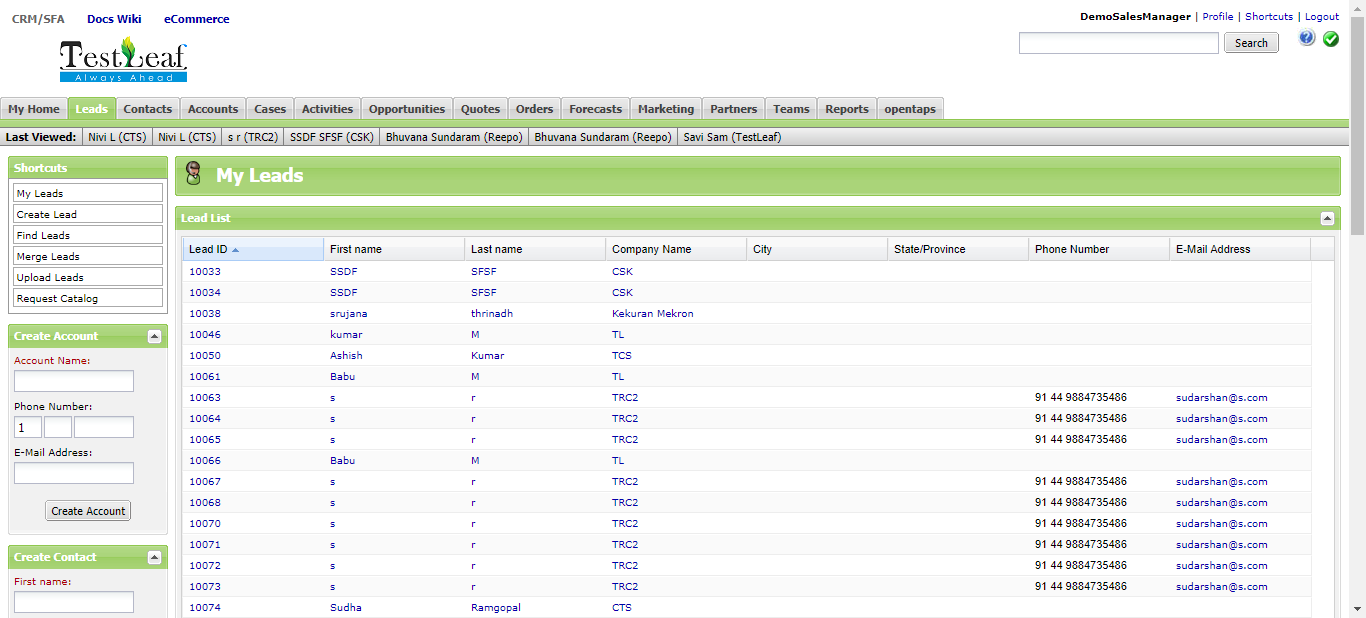 CRM/SFA Docs Wiki eCommerce
DemoSalesManager | Profile | Shortcuts | Logout
TestLeaf
Always Ahead
Search
My Home Leads Contacts Accounts Cases Activities Opportunities Quotes Orders Forecasts Marketing Partners Teams Reports opentaps
Last Viewed: Nivi L (CTS) Nivi L (CTS) s r (TRC2) SSDF SFSF (CSK) Bhuvana Sundaram (Reepo) Bhuvana Sundaram (Reepo) Savi Sam (TestLeaf)
Shortcuts
My Leads
Create Lead
Find Leads
Merge Leads
Upload Leads
Request Catalog
Create Account
Account Name:
Phone Number:
1
E-Mail Address:
Create Account
Create Contact
First name:
My Leads
Lead List
Lead ID First name Last name Company Name City State/Province Phone Number E-Mail Address
10033 SSDF SFSF CSK
10034 SSDF SFSF CSK
10038 srujana thrinadh Kekuran Mekron
10046 kumar M TL
10050 Ashish Kumar TCS
10061 Babu M TL
10063 s r TRC2 91 44 9884735486 sudarshan@s.com
10064 s r TRC2 91 44 9884735486 sudarshan@s.com
10065 s r TRC2 91 44 9884735486 sudarshan@s.com
10066 Babu M TL
10067 s r TRC2 91 44 9884735486 sudarshan@s.com
10068 s r TRC2 91 44 9884735486 sudarshan@s.com
10070 s r TRC2 91 44 9884735486 sudarshan@s.com
10071 s r TRC2 91 44 9884735486 sudarshan@s.com
10072 s r TRC2 91 44 9884735486 sudarshan@s.com
10073 s r TRC2 91 44 9884735486 sudarshan@s.com
10074 Sudha Ramgopal CTS